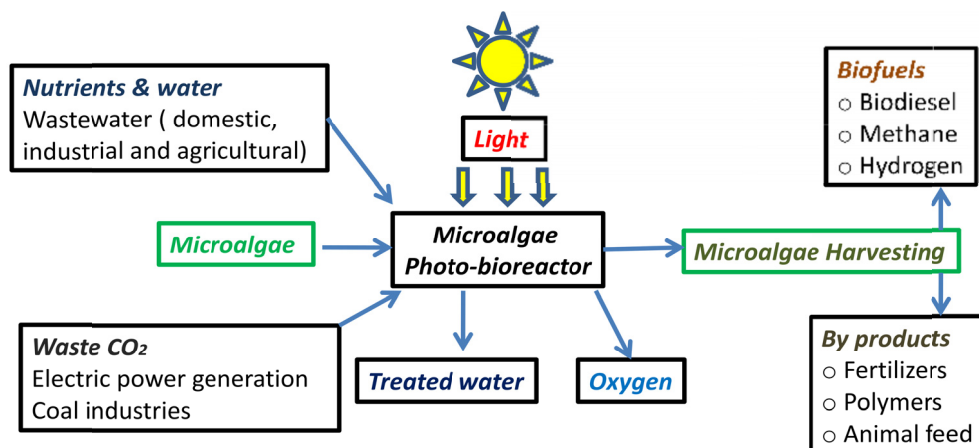 Nutrients & water
Wastewater ( domestic,
industrial and agricultural)
Light
Biofuels
○ Biodiesel
○ Methane
○ Hydrogen
Microalgae
Microalgae
Photo-bioreactor
Microalgae Harvesting
Waste CO₂
Electric power generation
Coal industries
Treated water
Oxygen
By products
○ Fertilizers
○ Polymers
○ Animal feed